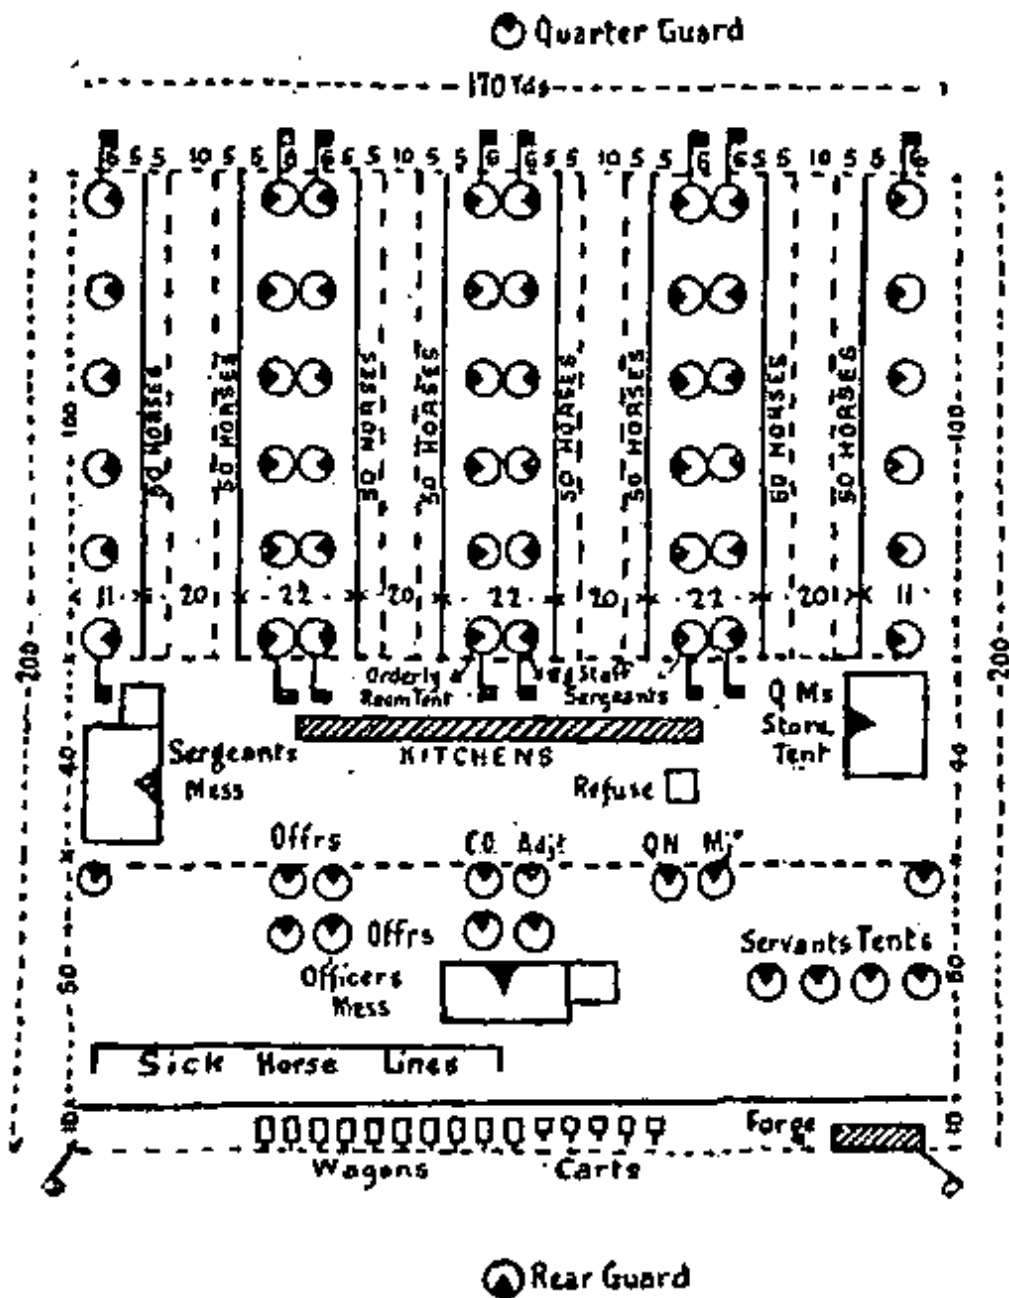 Quarter Guard
170 Yds
6 5 5 10 5 5 6 6 5 5 10 5 5 6 6 5 5 10 5 5 6 6 5 5 10 5 5 6
200
100
50 HORSES
50 HORSES
50 HORSES
50 HORSES
50 HORSES
50 HORSES
50 HORSES
50 HORSES
100
200
11 20 22 20 22 20 22 20 11
Orderly
Room Tent
Staff
Sergeants
Q Ms
Store
Tent
KITCHENS
Sergeants
Mess
Refuse
40
40
Offrs
C.O. Adjt
QM Mjr
Offrs
Officers
Mess
Servants Tents
50
50
Sick Horse Lines
10
10
Forge
Wagons
Carts
Rear Guard